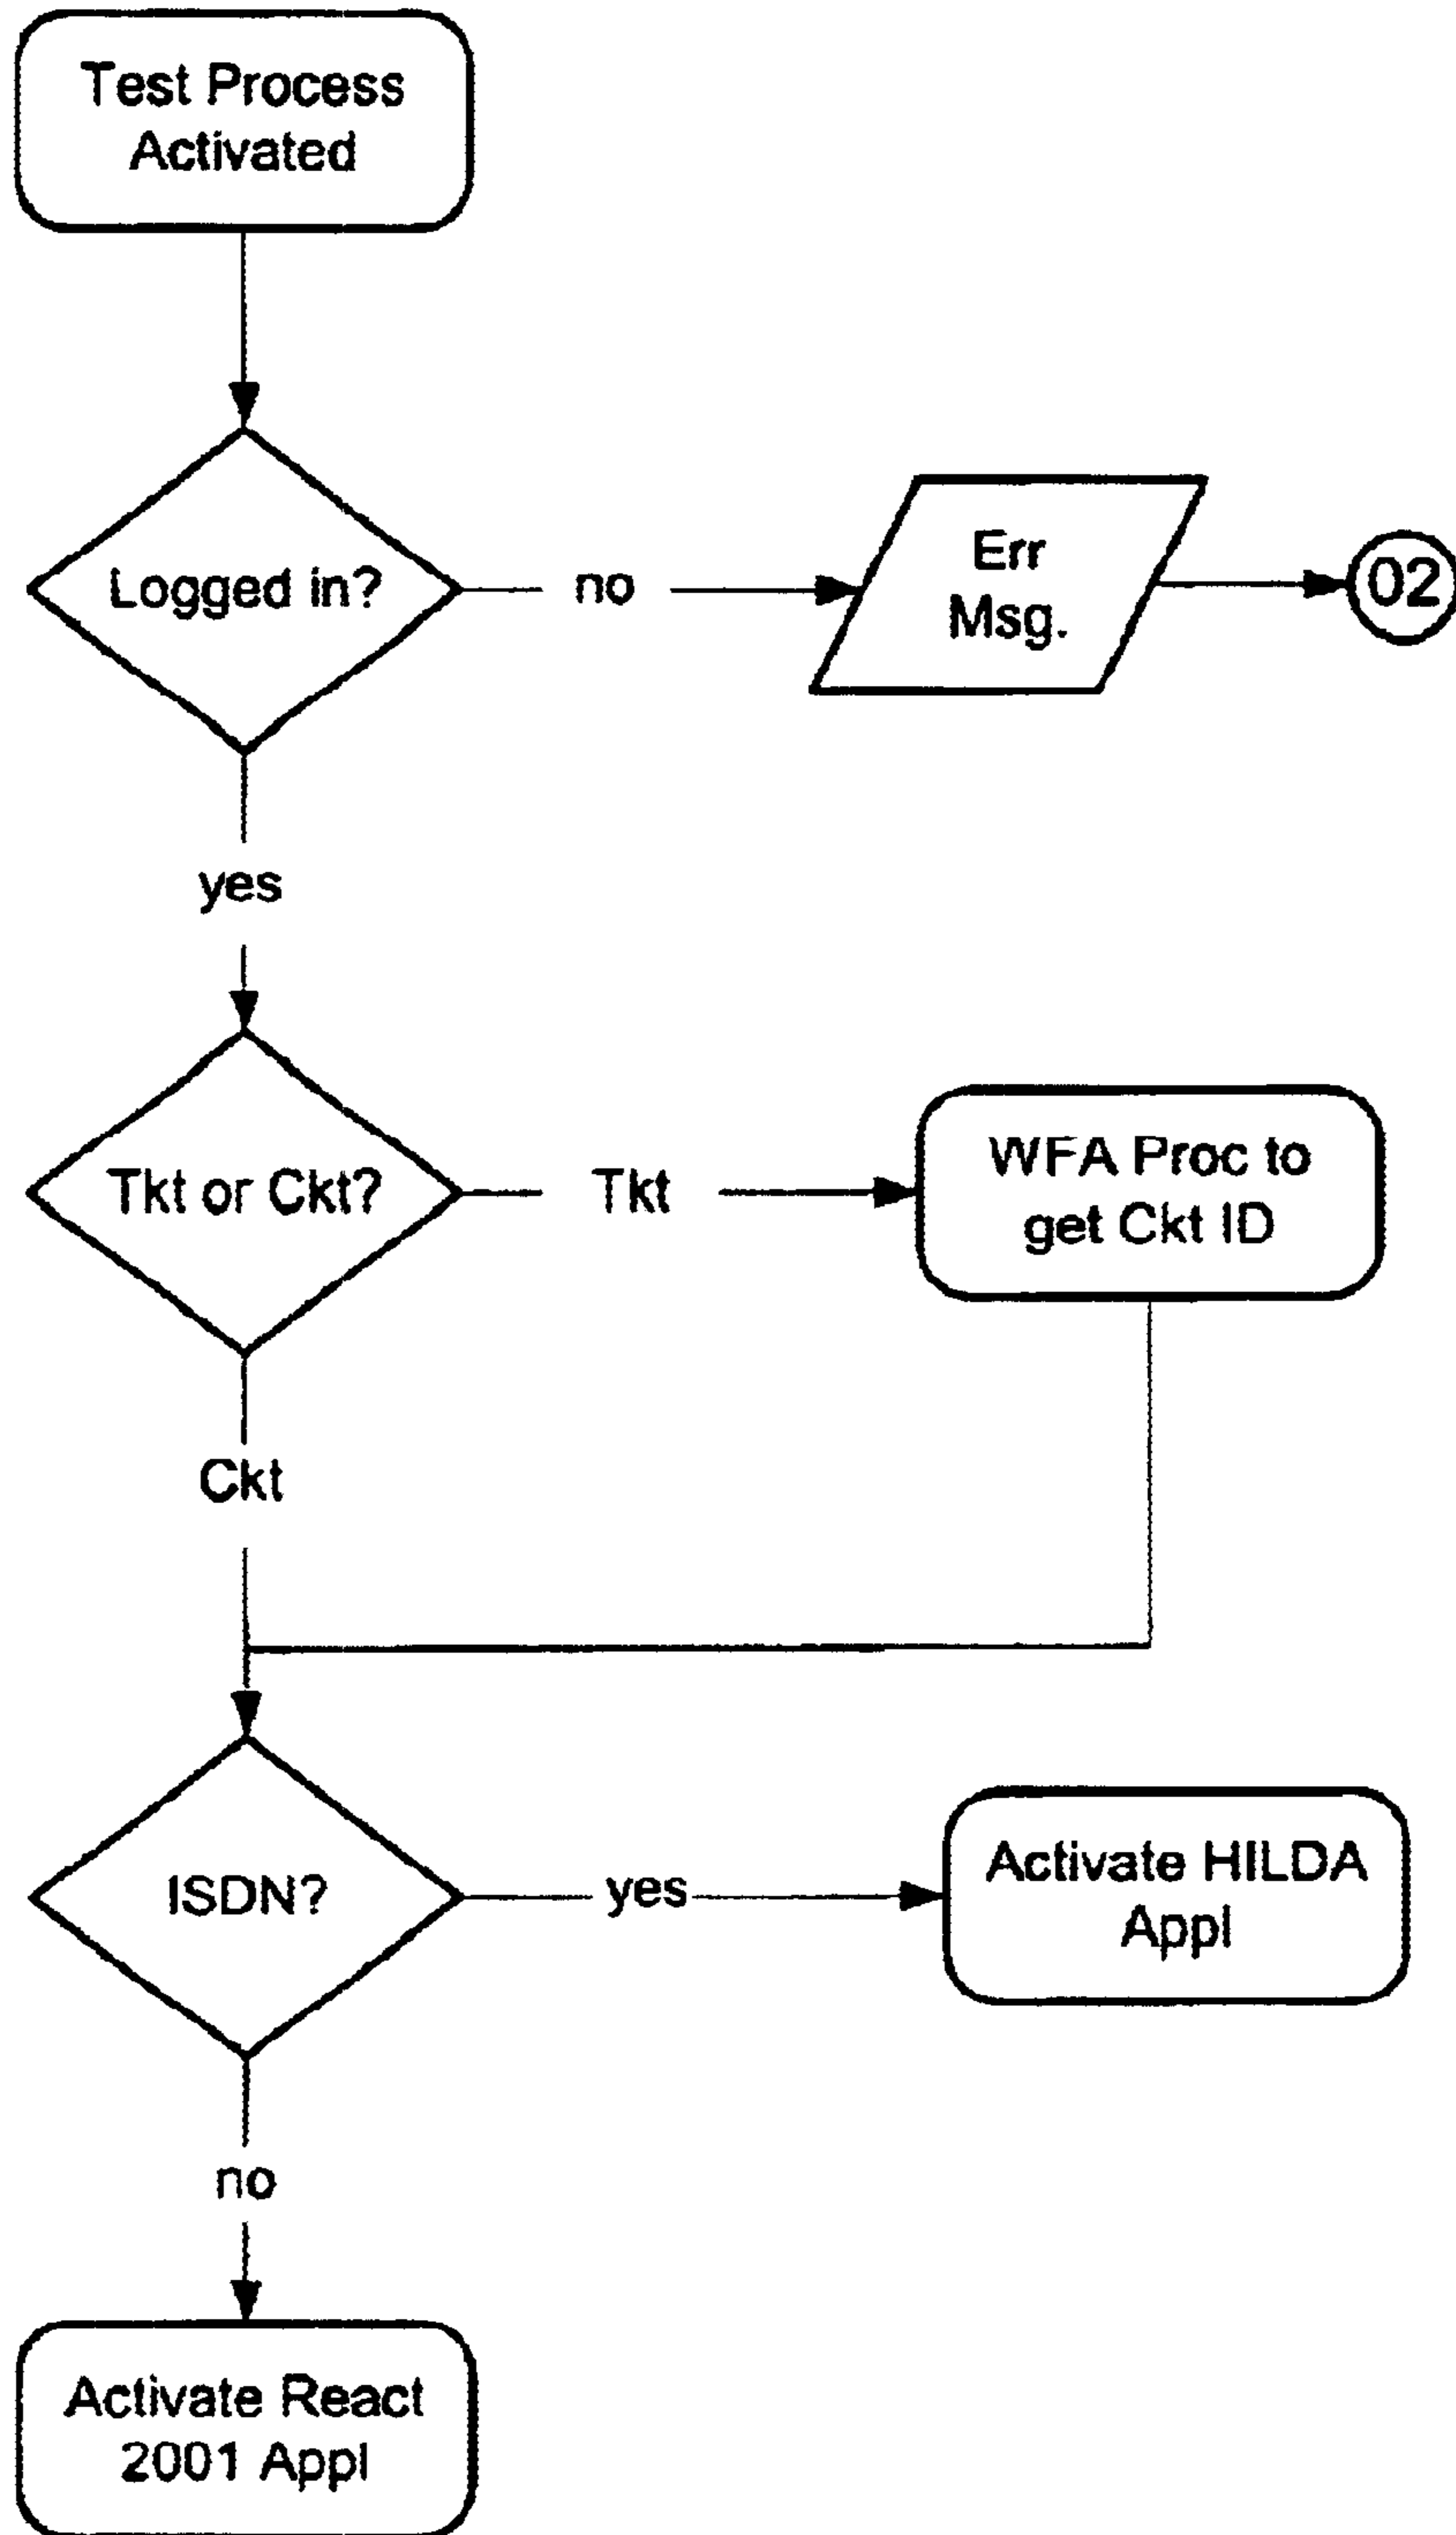 Test Process
Activated
Logged in?
no
Err
Msg.
02
yes
Tkt or Ckt?
Tkt
WFA Proc to
get Ckt ID
Ckt
ISDN?
yes
Activate HILDA
Appl
no
Activate React
2001 Appl